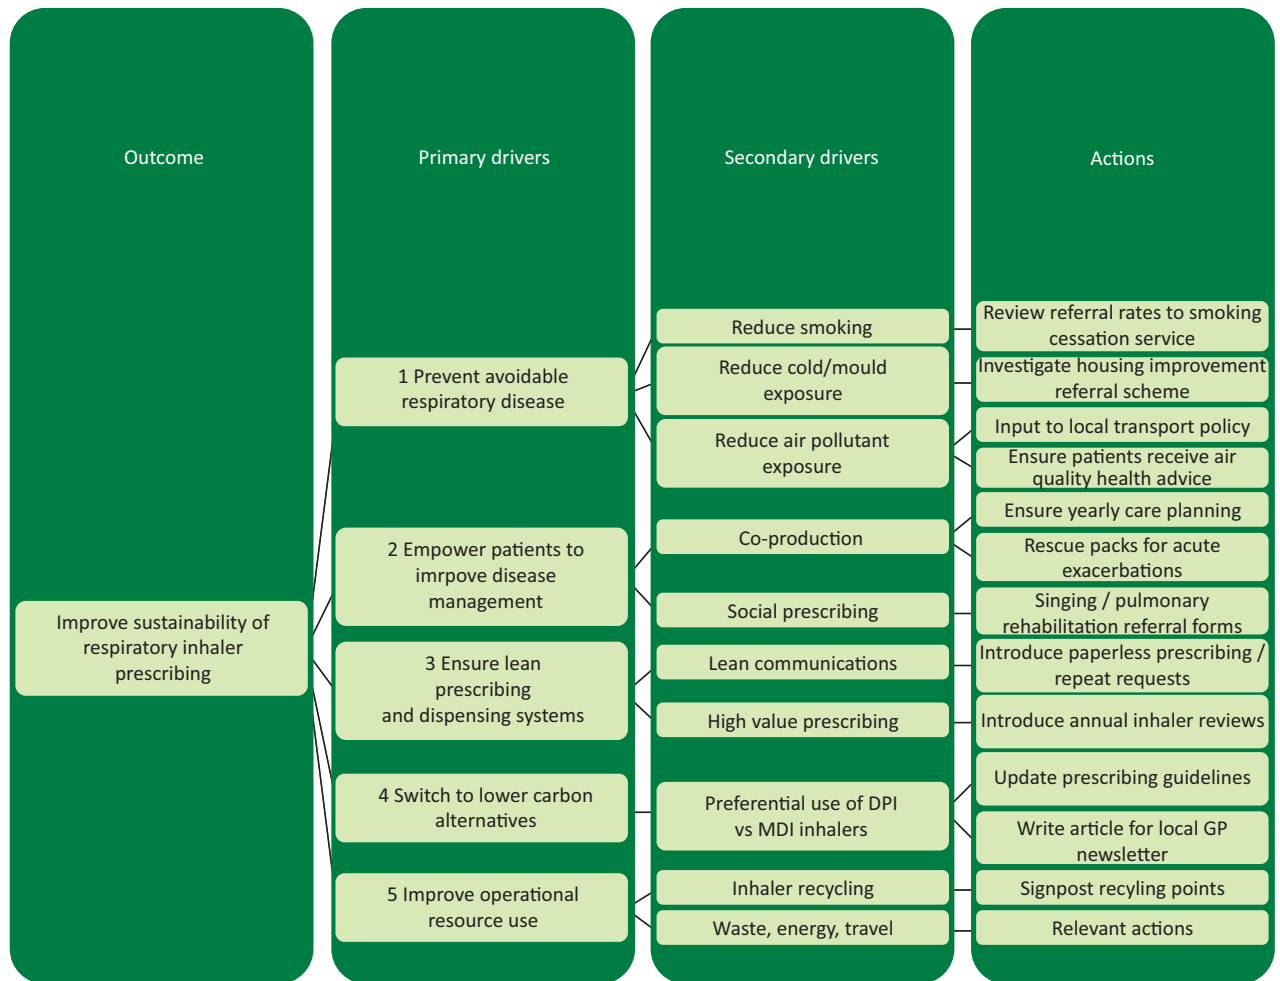 Outcome
Primary drivers
Secondary drivers
Actions
Improve sustainability of
respiratory inhaler
prescribing
1 Prevent avoidable
respiratory disease
2 Empower patients to
imrpove disease
management
3 Ensure lean
prescribing
and dispensing systems
4 Switch to lower carbon
alternatives
5 Improve operational
resource use
Reduce smoking
Reduce cold/mould
exposure
Reduce air pollutant
exposure
Co-production
Social prescribing
Lean communications
High value prescribing
Preferential use of DPI
vs MDI inhalers
Inhaler recycling
Waste, energy, travel
Review referral rates to smoking
cessation service
Investigate housing improvement
referral scheme
Input to local transport policy
Ensure patients receive air
quality health advice
Ensure yearly care planning
Rescue packs for acute
exacerbations
Singing / pulmonary
rehabilitation referral forms
Introduce paperless prescribing /
repeat requests
Introduce annual inhaler reviews
Update prescribing guidelines
Write article for local GP
newsletter
Signpost recyling points
Relevant actions